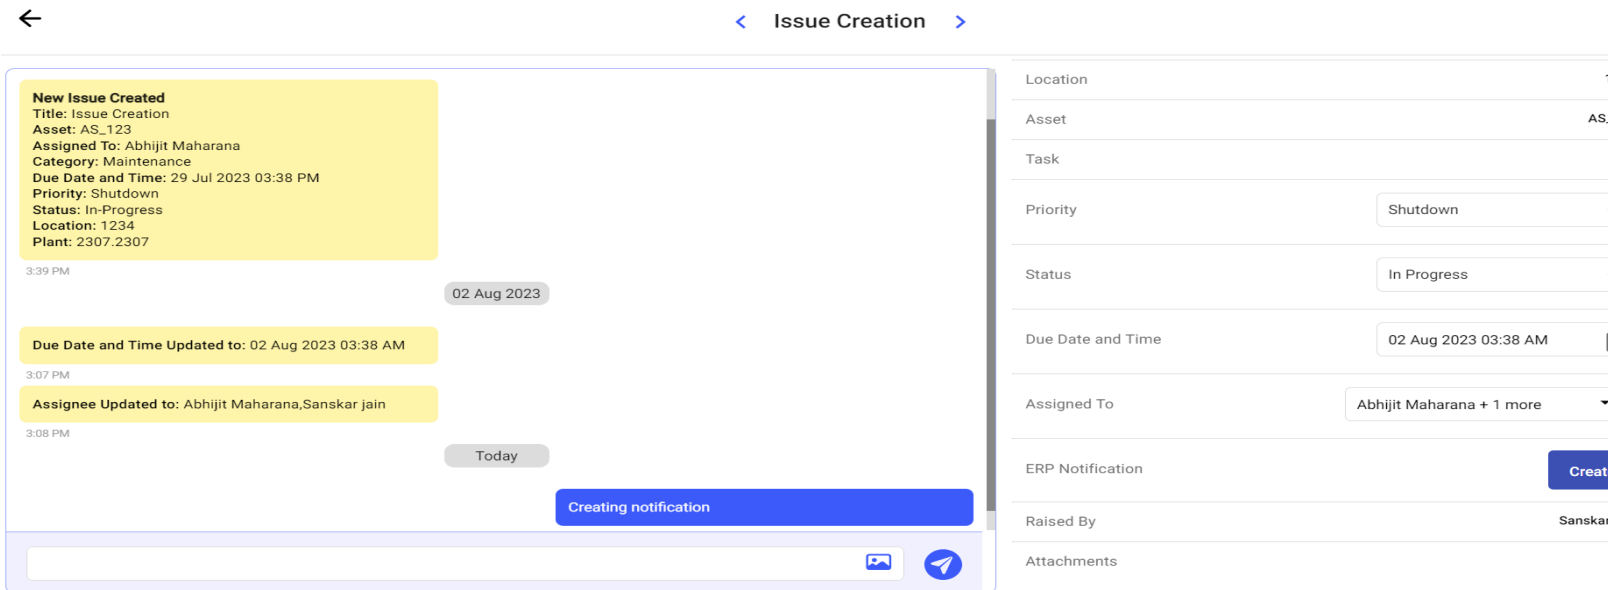 Issue Creation
New Issue Created
Title: Issue Creation
Asset: AS_123
Assigned To: Abhijit Maharana
Category: Maintenance
Due Date and Time: 29 Jul 2023 03:38 PM
Priority: Shutdown
Status: In-Progress
Location: 1234
Plant: 2307.2307
3:39 PM
02 Aug 2023
Due Date and Time Updated to: 02 Aug 2023 03:38 AM
3:07 PM
Assignee Updated to: Abhijit Maharana,Sanskar jain
3:08 PM
Today
Creating notification
Location
Asset AS_
Task
Priority Shutdown
Status In Progress
Due Date and Time 02 Aug 2023 03:38 AM
Assigned To Abhijit Maharana + 1 more
ERP Notification Creat
Raised By Sanskar
Attachments